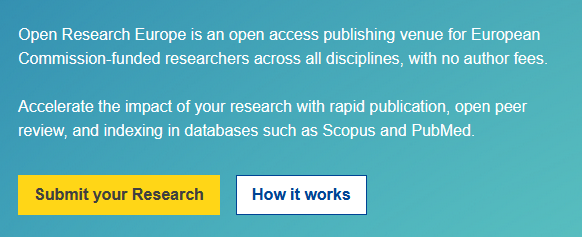 Open Research Europe is an open access publishing venue for European
Commission-funded researchers across all disciplines, with no author fees.
Accelerate the impact of your research with rapid publication, open peer
review, and indexing in databases such as Scopus and PubMed.
Submit your Research
How it works